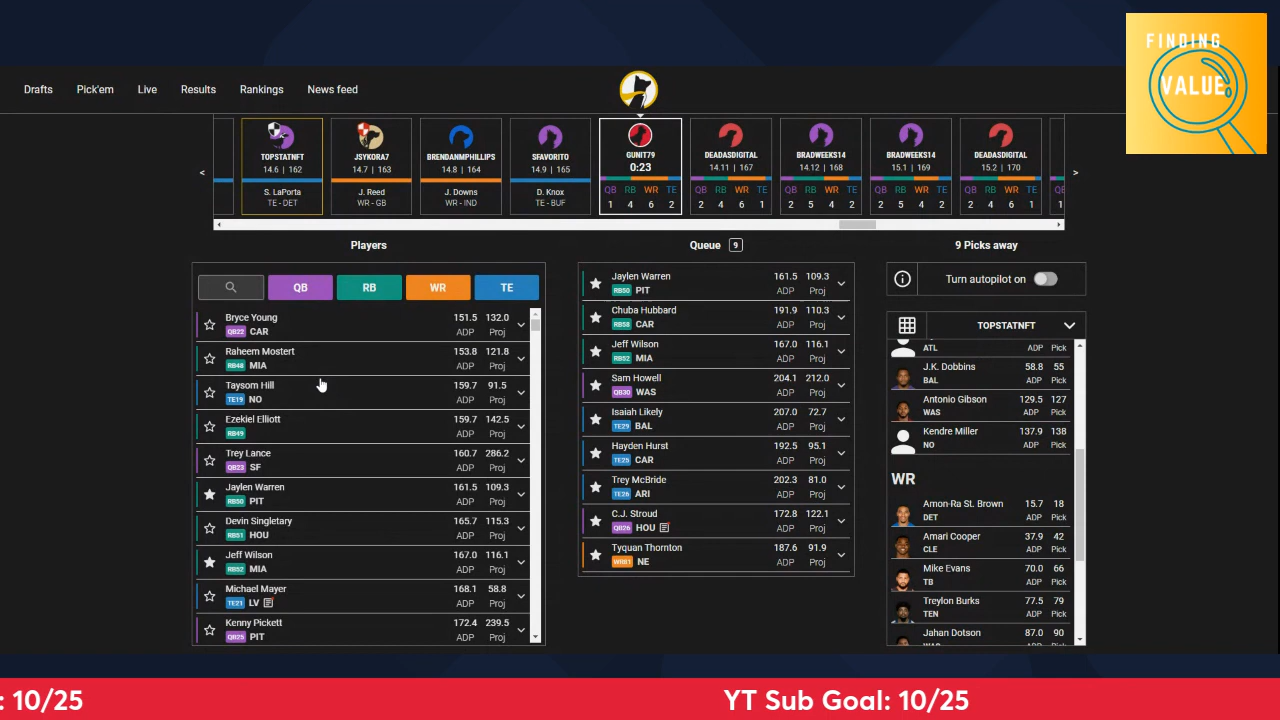 FINDING
VALUE
Drafts Pick'em Live Results Rankings News feed
< TOPSTATNFT JSYKORA7 BRENDANMPHILLIPS SFAVORITO GUNIT79 DEADASDIGITAL BRADWEEKS14 BRADWEEKS14 DEADASDIGITAL >
14.6 | 162 14.7 | 163 14.8 | 164 14.9 | 165 0:23 14.11 | 167 14.12 | 168 15.1 | 169 15.2 | 170
S. LaPorta J. Reed J. Downs D. Knox QB RB WR TE QB RB WR TE QB RB WR TE QB RB WR TE QB RB WR TE
TE - DET WR - GB WR - IND TE - BUF 1 4 6 2 2 4 6 1 2 5 4 2 2 5 4 2 2 4 6 1
Players
QB RB WR TE
Bryce Young 151.5 132.0
QB22 CAR ADP Proj
Raheem Mostert 153.8 121.8
RB48 MIA ADP Proj
Taysom Hill 159.7 91.5
TE19 NO ADP Proj
Ezekiel Elliott 159.7 142.5
RB49 ADP Proj
Trey Lance 160.7 286.2
QB23 SF ADP Proj
Jaylen Warren 161.5 109.3
RB50 PIT ADP Proj
Devin Singletary 165.7 115.3
RB51 HOU ADP Proj
Jeff Wilson 167.0 116.1
RB52 MIA ADP Proj
Michael Mayer 168.1 58.8
TE21 LV ADP Proj
Kenny Pickett 172.4 239.5
QB25 PIT ADP Proj
Queue 9
Jaylen Warren 161.5 109.3
RB50 PIT ADP Proj
Chuba Hubbard 191.9 110.3
RB58 CAR ADP Proj
Jeff Wilson 167.0 116.1
RB52 MIA ADP Proj
Sam Howell 204.1 212.0
QB30 WAS ADP Proj
Isaiah Likely 207.0 72.7
TE29 BAL ADP Proj
Hayden Hurst 192.5 95.1
TE25 CAR ADP Proj
Trey McBride 202.3 81.0
TE26 ARI ADP Proj
C.J. Stroud 172.8 122.1
QB26 HOU ADP Proj
Tyquan Thornton 187.6 91.9
WR81 NE ADP Proj
9 Picks away
Turn autopilot on
TOPSTATNFT
ATL ADP Pick
J.K. Dobbins 58.8 55
BAL ADP Pick
Antonio Gibson 129.5 127
WAS ADP Pick
Kendre Miller 137.9 138
NO ADP Pick
WR
Amon-Ra St. Brown 15.7 18
DET ADP Pick
Amari Cooper 37.9 42
CLE ADP Pick
Mike Evans 70.0 66
TB ADP Pick
Treylon Burks 77.5 79
TEN ADP Pick
Jahan Dotson 87.0 90
WAS ADP Pick
: 10/25 YT Sub Goal: 10/25